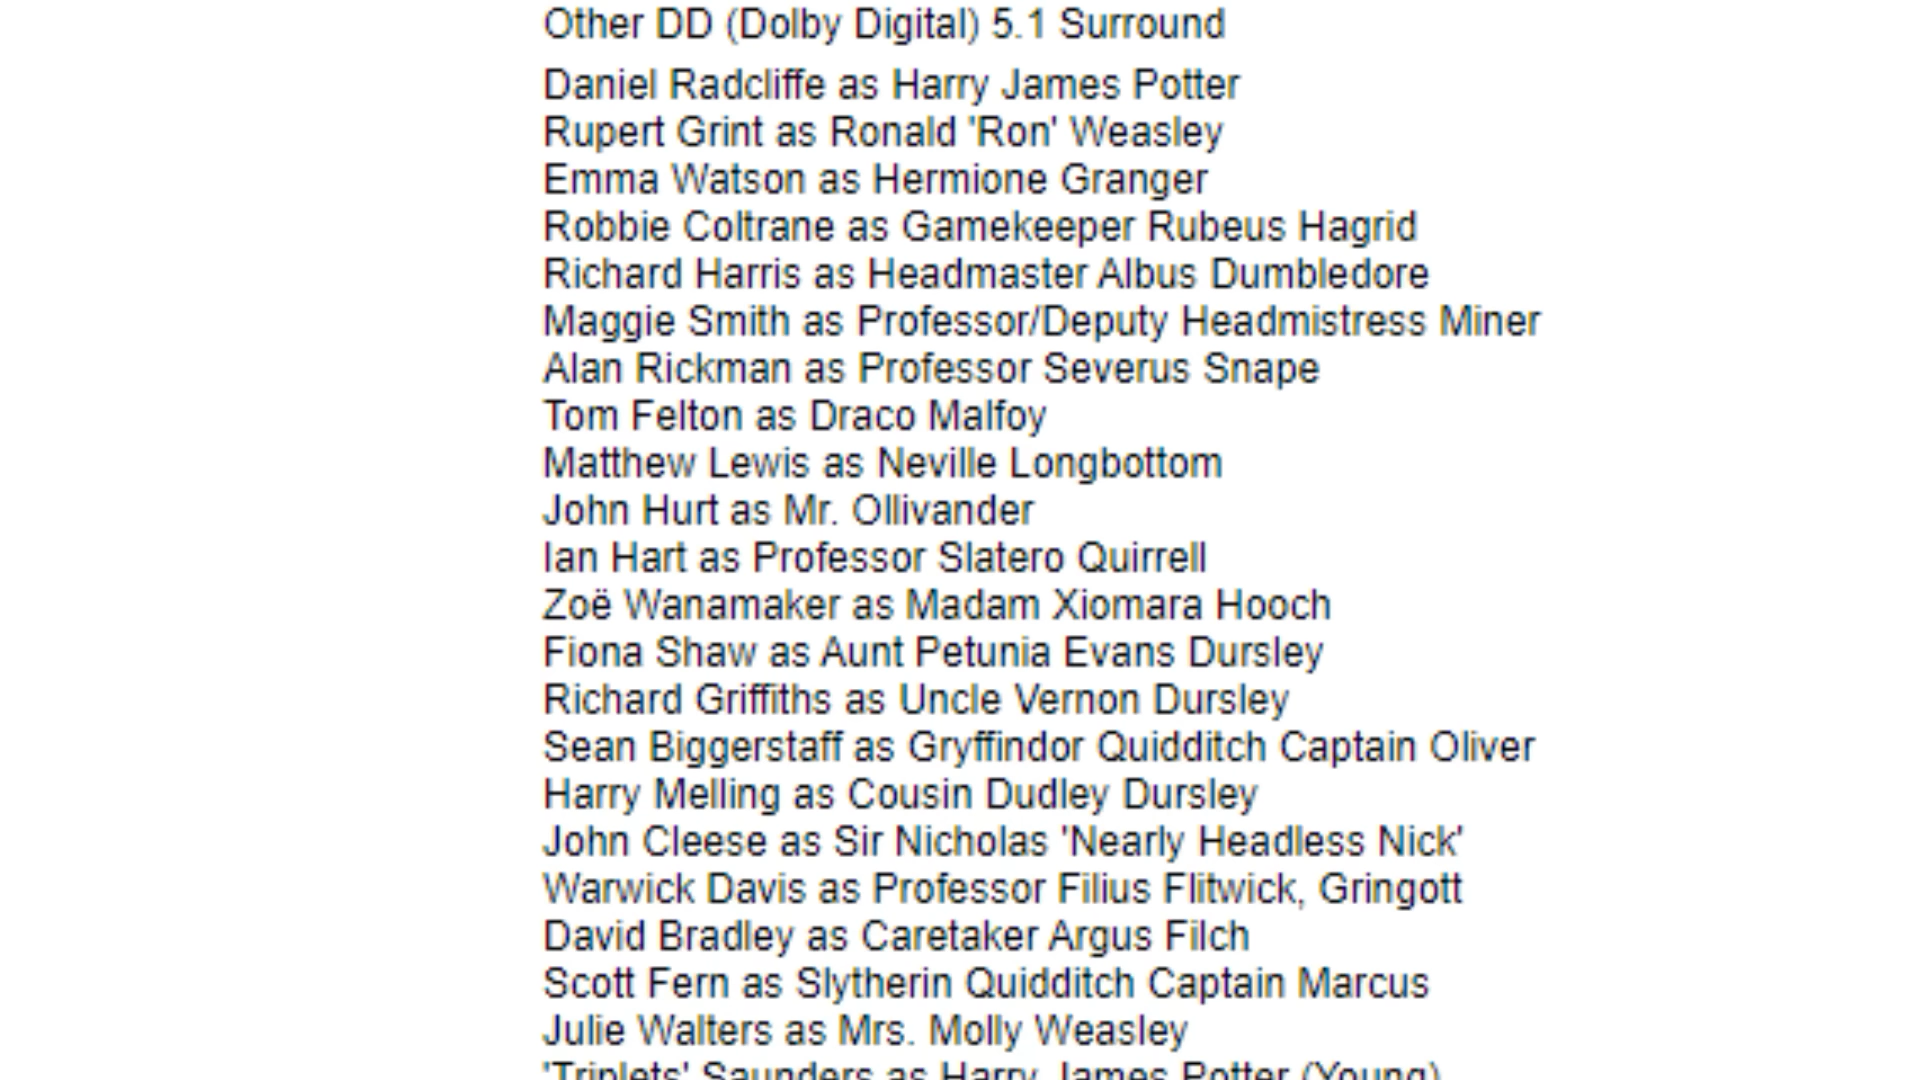 Other DD (Dolby Digital) 5.1 Surround
Daniel Radcliffe as Harry James Potter
Rupert Grint as Ronald 'Ron' Weasley
Emma Watson as Hermione Granger
Robbie Coltrane as Gamekeeper Rubeus Hagrid
Richard Harris as Headmaster Albus Dumbledore
Maggie Smith as Professor/Deputy Headmistress Miner
Alan Rickman as Professor Severus Snape
Tom Felton as Draco Malfoy
Matthew Lewis as Neville Longbottom
John Hurt as Mr. Ollivander
Ian Hart as Professor Slatero Quirrell
Zoë Wanamaker as Madam Xiomara Hooch
Fiona Shaw as Aunt Petunia Evans Dursley
Richard Griffiths as Uncle Vernon Dursley
Sean Biggerstaff as Gryffindor Quidditch Captain Oliver
Harry Melling as Cousin Dudley Dursley
John Cleese as Sir Nicholas 'Nearly Headless Nick'
Warwick Davis as Professor Filius Flitwick, Gringott
David Bradley as Caretaker Argus Filch
Scott Fern as Slytherin Quidditch Captain Marcus
Julie Walters as Mrs. Molly Weasley
'Triplets' Saunders as Harry James Potter (Young)